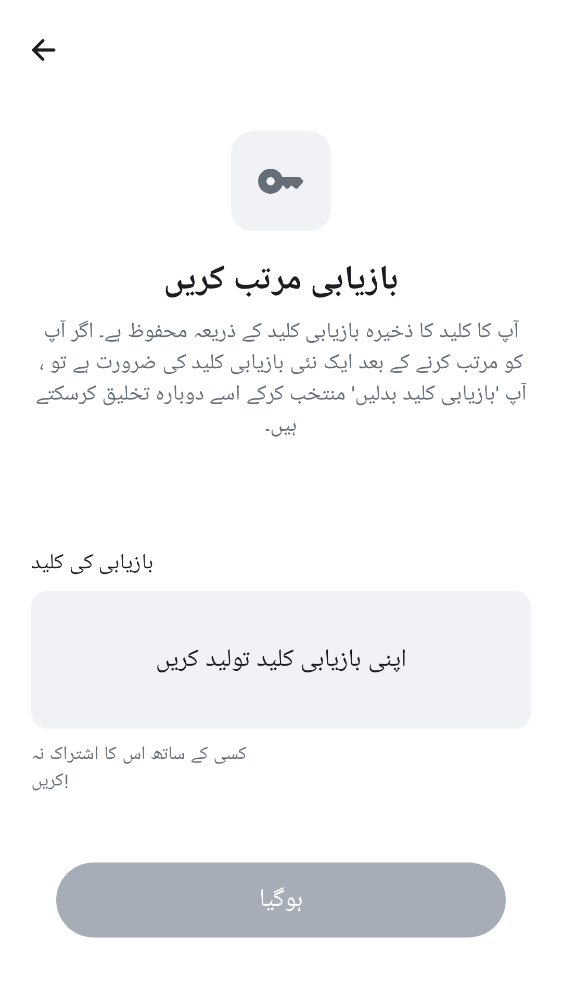 بازیابی مرتب کریں
آپ کا کلید کا ذخیرہ بازیابی کلید کے ذریعہ محفوظ ہے۔ اگر آپ
کو مرتب کرنے کے بعد ایک نئی بازیابی کلید کی ضرورت ہے تو ،
آپ 'بازیابی کلید بدلیں' منتخب کرکے اسے دوبارہ تخلیق کرسکتے
ہیں۔
بازیابی کی کلید
اپنی بازیابی کلید تولید کریں
کسی کے ساتھ اس کا اشتراک نہ
کریں!
ہوگیا